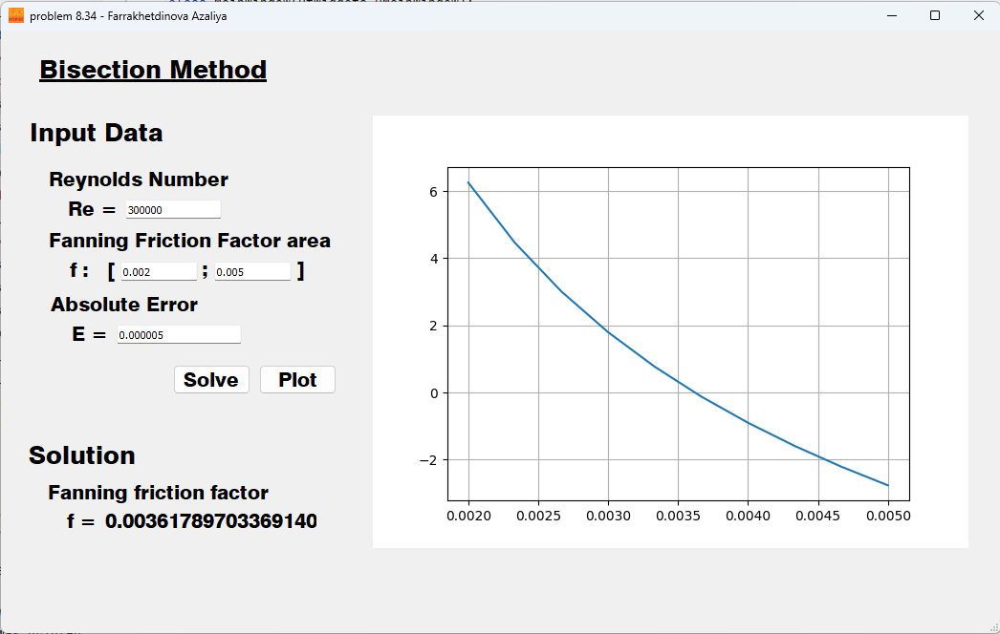 problem 8.34 - Farrakhetdinova Azaliya
Bisection Method
Input Data
Reynolds Number
Re = 300000
Fanning Friction Factor area
f : [ 0.002 ; 0.005 ]
Absolute Error
E = 0.000005
Solve Plot
Solution
Fanning friction factor
f = 0.00361789703369140
6
4
2
0
−2
0.0020 0.0025 0.0030 0.0035 0.0040 0.0045 0.0050